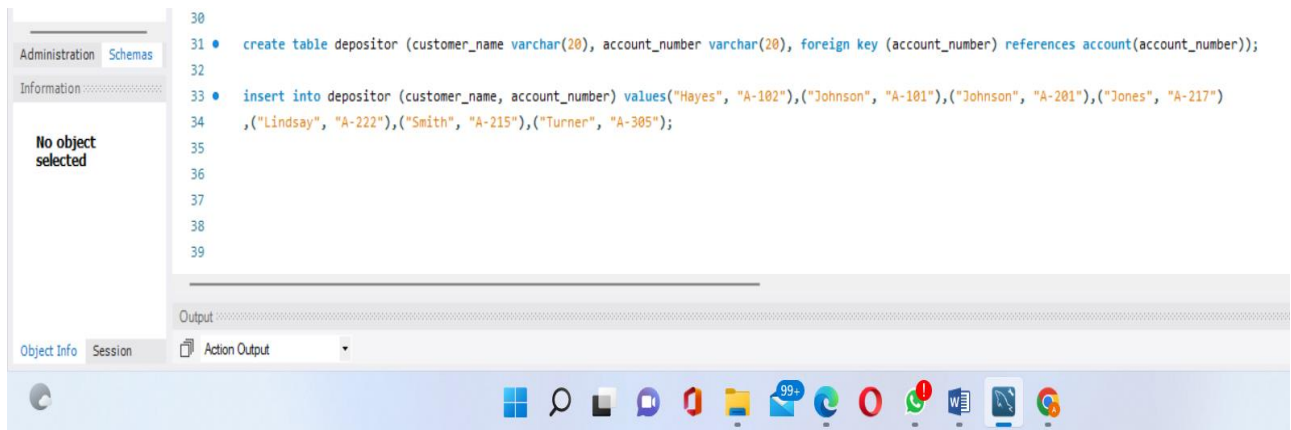 30
31 create table depositor (customer_name varchar(20), account_number varchar(20), foreign key (account_number) references account(account_number));
Administration Schemas
32
Information
33 insert into depositor (customer_name, account_number) values("Hayes", "A-102"),("Johnson", "A-101"),("Johnson", "A-201"),("Jones", "A-217")
34 ,("Lindsay", "A-222"),("Smith", "A-215"),("Turner", "A-305");
No object
selected
35
36
37
38
39
Output
Object Info Session
Action Output
99+
W